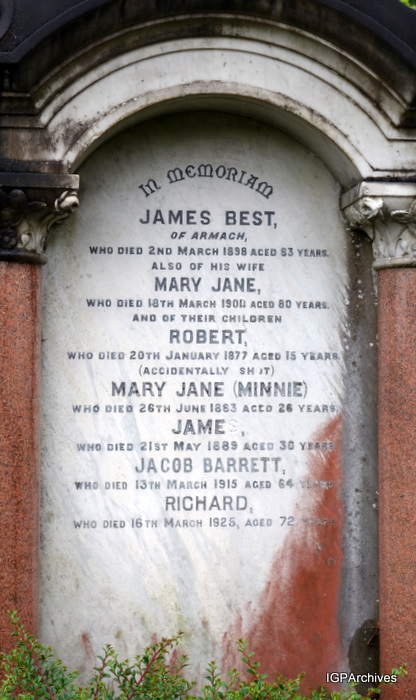 IN MEMORIAM
JAMES BEST,
OF ARMACH,
WHO DIED 2ND MARCH 1898 AGED 83 YEARS.
ALSO OF HIS WIFE
MARY JANE,
WHO DIED 18TH MARCH AGED 80 YEARS.
AND OF THEIR CHILDREN
ROBERT,
WHO DIED 20TH JANUARY 1877 AGED 15 YEARS
(ACCIDENTALLY SHOT)
MARY JANE (MINNIE)
WHO DIED 26TH JUNE 1883 AGED 26 YEARS,
JAMES,
WHO DIED 21ST MAY 1889 AGED 30 YEARS
JACOB BARRETT,
WHO DIED 13TH MARCH 1915 AGED 64 YEARS
RICHARD,
WHO DIED 16TH MARCH 1925, AGED 72 YEARS
IGPArchives